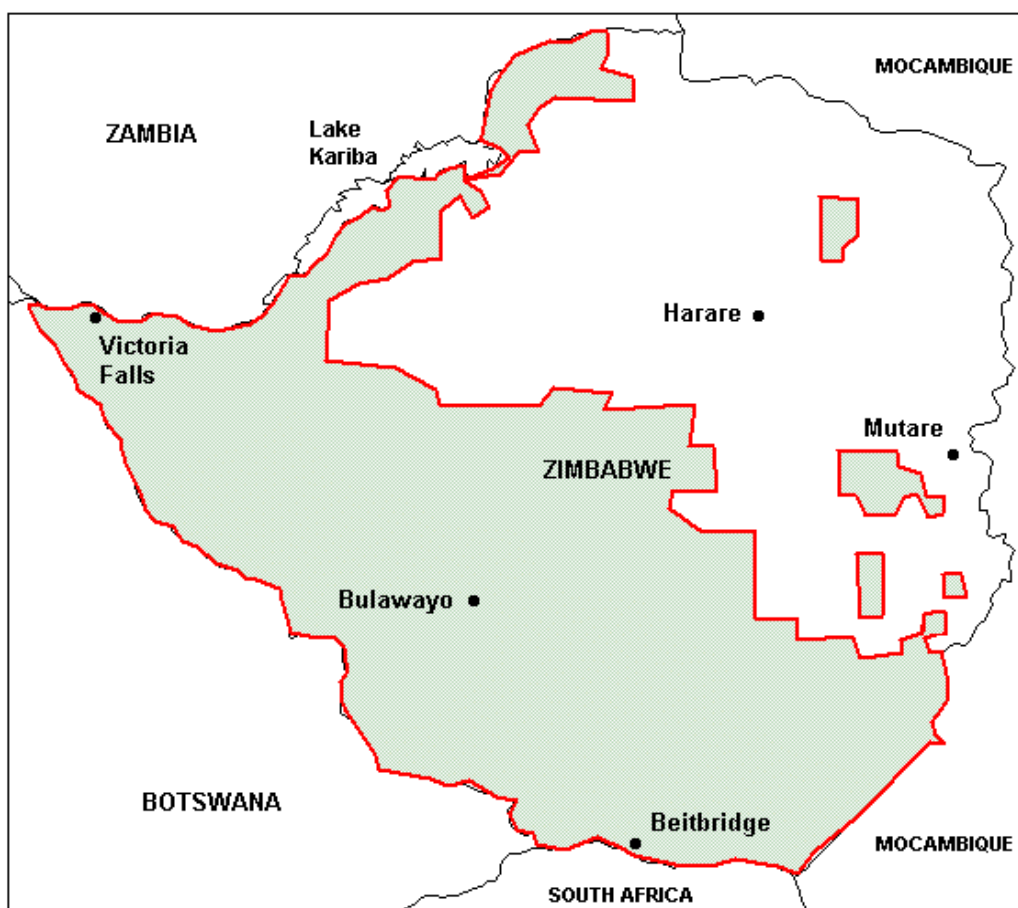 MOCAMBIQUE
ZAMBIA
Lake
Kariba
Harare
Victoria
Falls
Mutare
ZIMBABWE
Bulawayo
BOTSWANA
Beitbridge
MOCAMBIQUE
SOUTH AFRICA